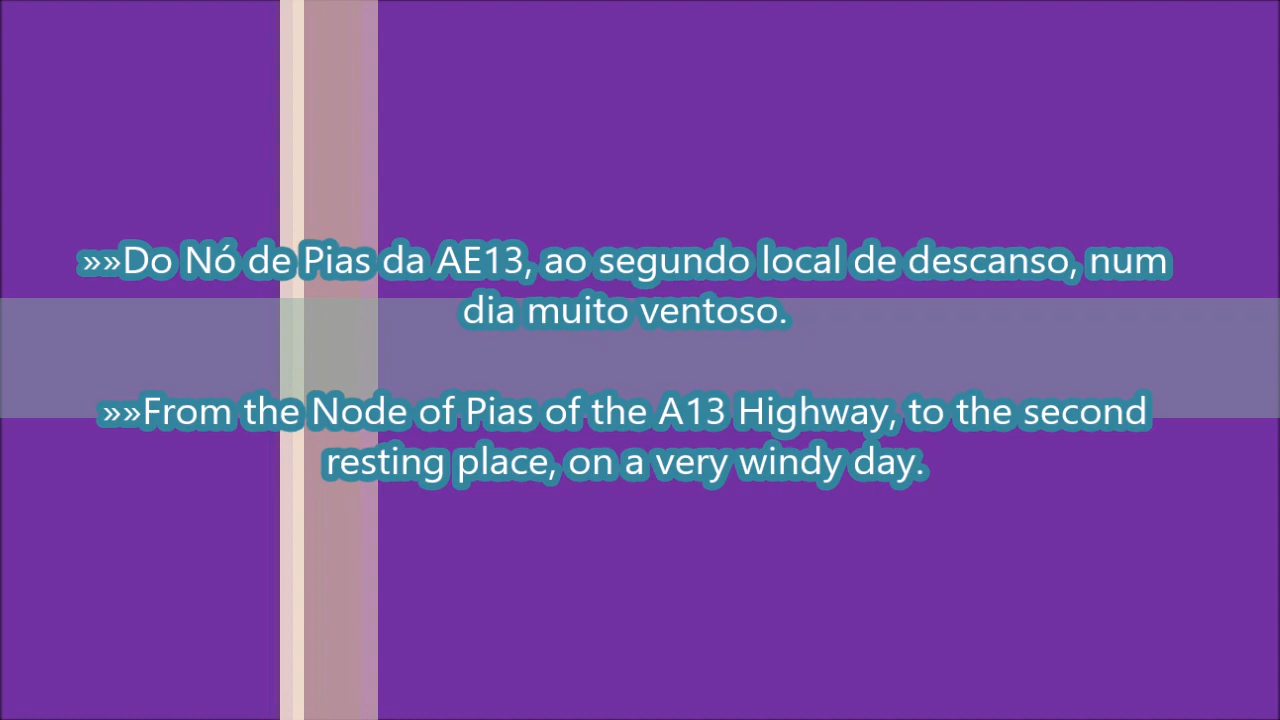 »»Do Nó de Pias da AE13, ao segundo local de descanso, num
dia muito ventoso.
»»From the Node of Pias of the A13 Highway, to the second
resting place, on a very windy day.